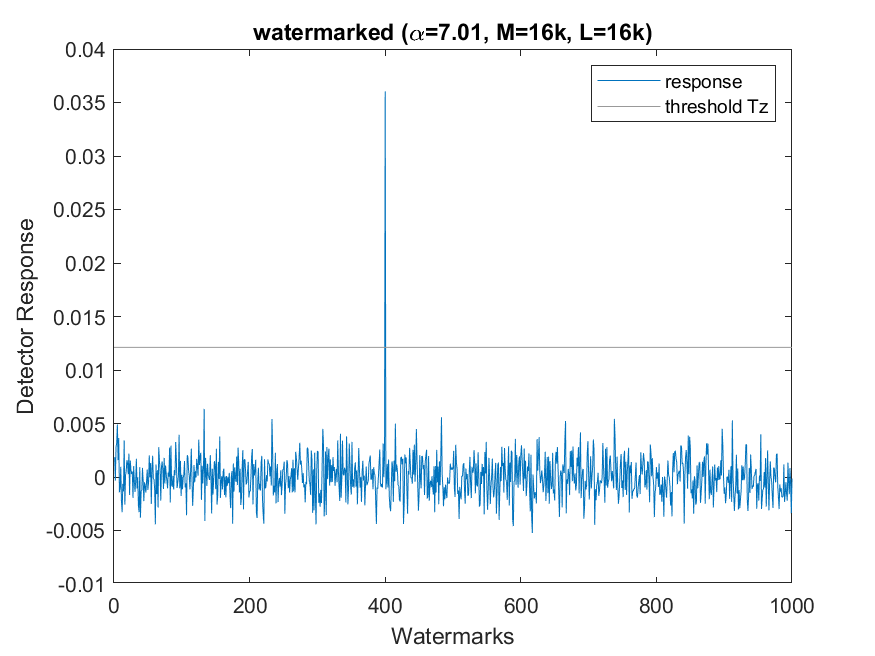 watermarked (α=7.01, M=16k, L=16k)
response
threshold Tz
0.04
0.035
0.03
0.025
0.02
0.015
0.01
0.005
0
-0.005
-0.01
Detector Response
0 200 400 600 800 1000
Watermarks